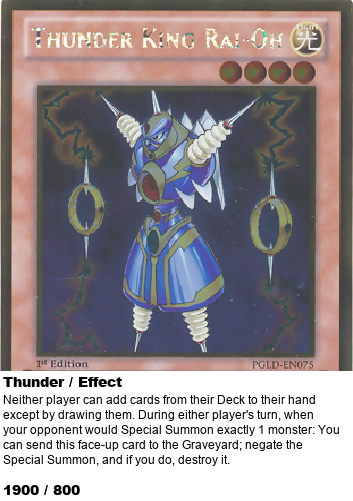 THUNDER KING RAI-OH
LIGHT
光
1st Edition PGLD-EN075
Thunder / Effect
Neither player can add cards from their Deck to their hand
except by drawing them. During either player's turn, when
your opponent would Special Summon exactly 1 monster: You
can send this face-up card to the Graveyard; negate the
Special Summon, and if you do, destroy it.
1900 / 800